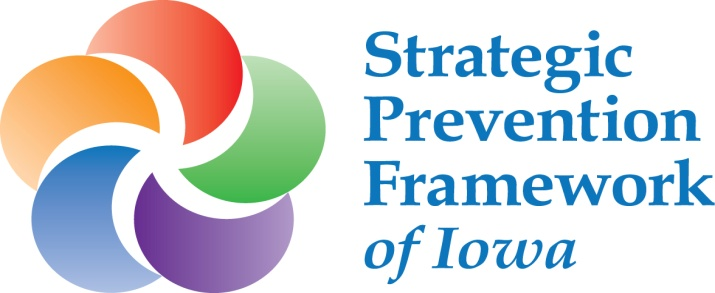 Strategic
Prevention
Framework
of Iowa